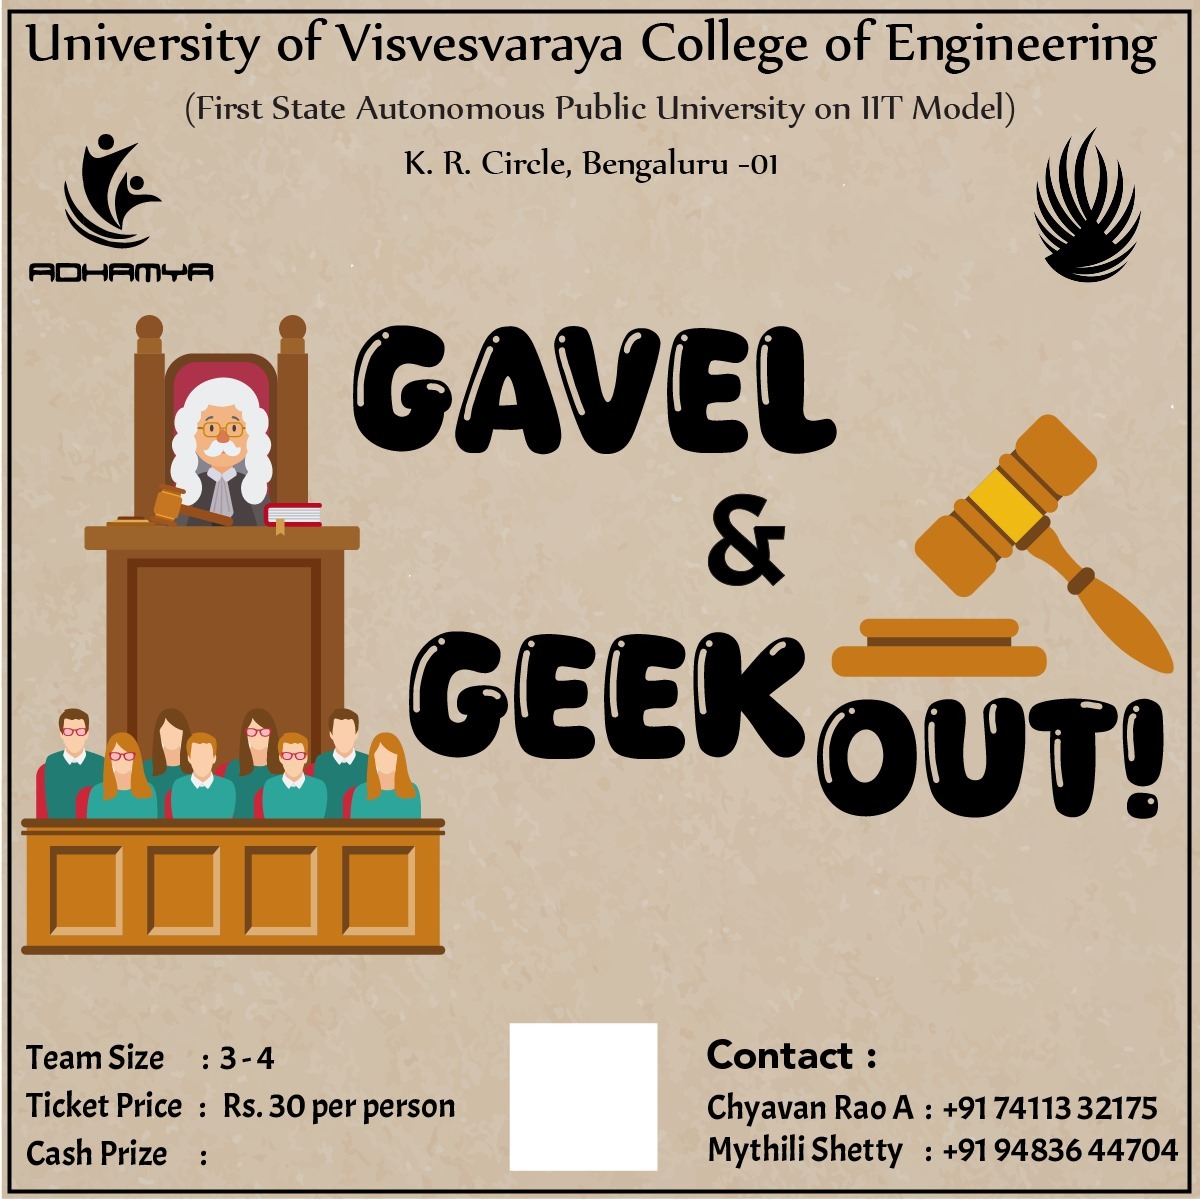 University of Visvesvaraya College of Engineering
(First State Autonomous Public University on IIT Model)
K. R. Circle, Bengaluru -01
ADHAMYA
GAVEL
&
GEEK
OUT!
Team Size : 3 - 4
Ticket Price : Rs. 30 per person
Cash Prize :
Contact :
Chyavan Rao A : +91 74113 32175
Mythili Shetty : +91 94836 44704